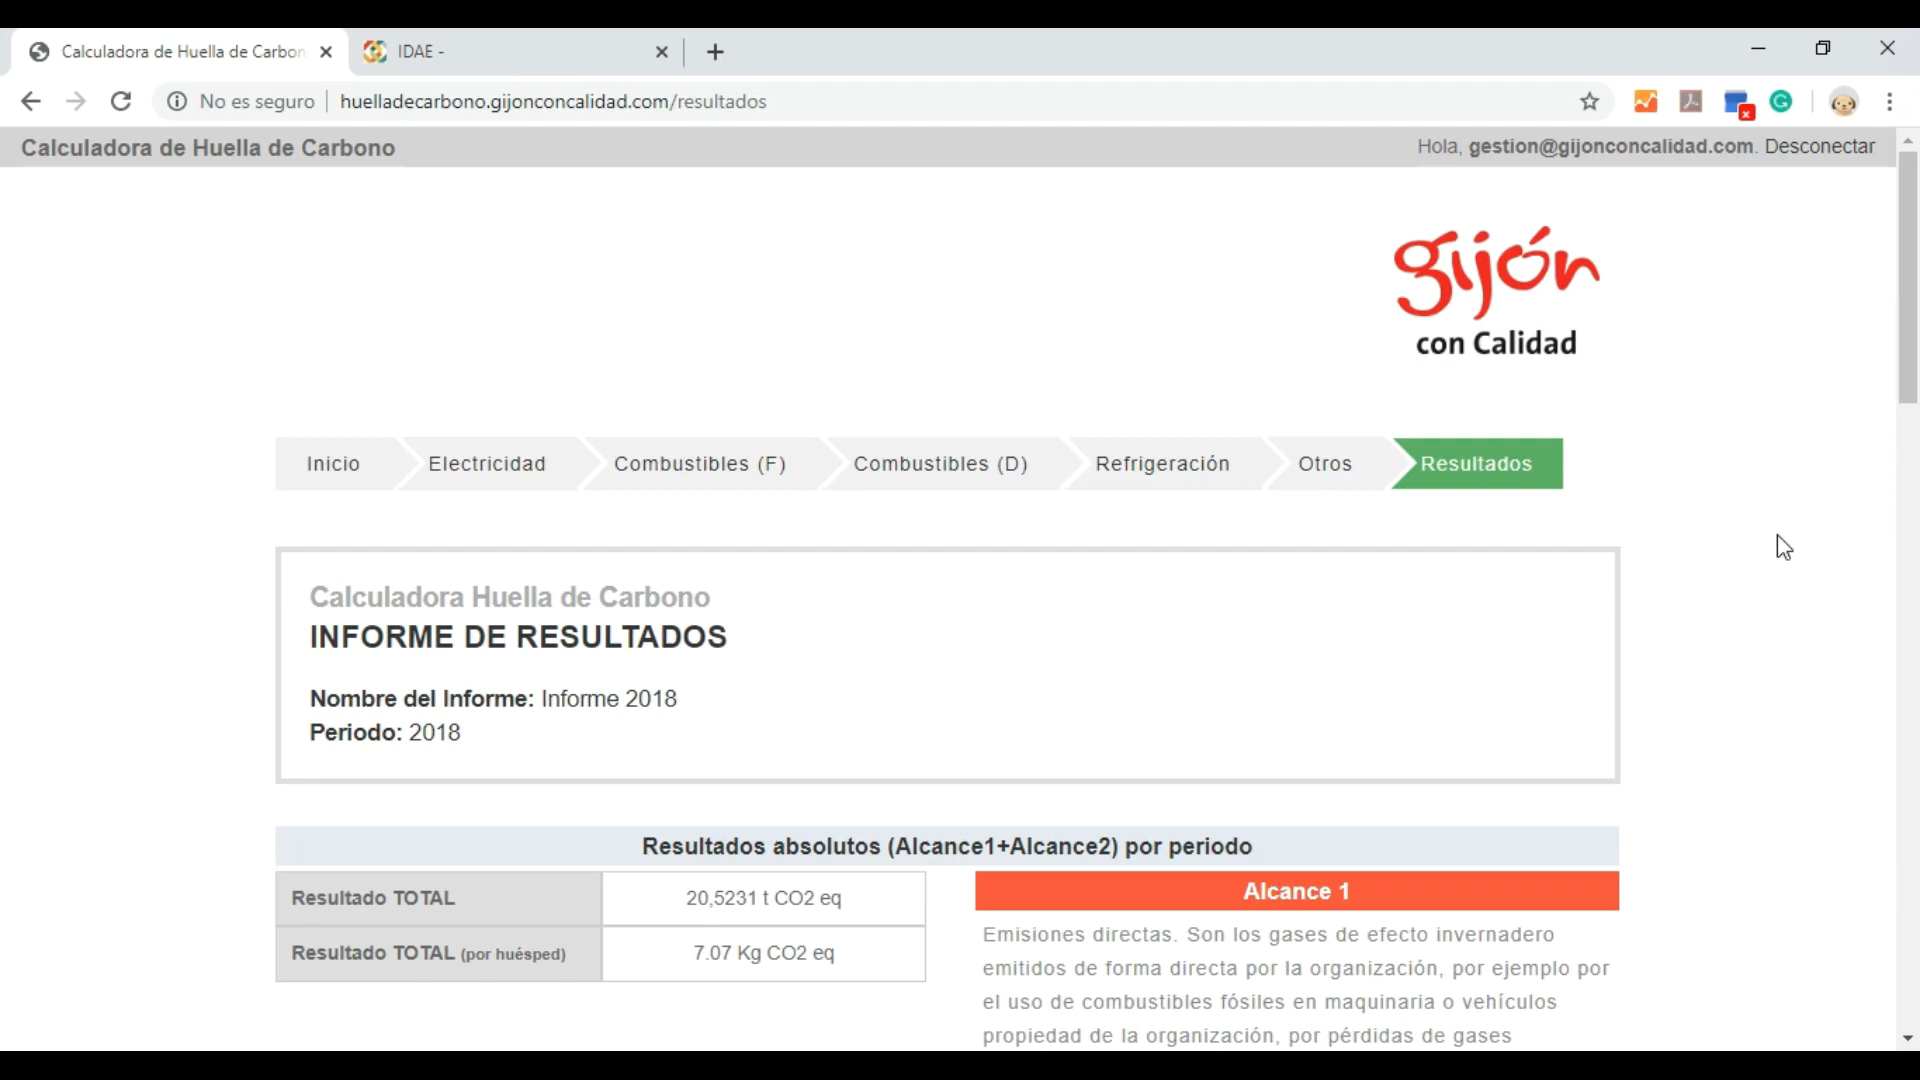 Calculadora de Huella de Carbon
IDAE -
No es seguro
huelladecarbono.gijonconcalidad.com/resultados
Calculadora de Huella de Carbono
Hola, gestion@gijonconcalidad.com. Desconectar
gijón
con Calidad
Inicio
Electricidad
Combustibles (F)
Combustibles (D)
Refrigeración
Otros
Resultados
Calculadora Huella de Carbono
INFORME DE RESULTADOS
Nombre del Informe: Informe 2018
Periodo: 2018
Resultados absolutos (Alcance1+Alcance2) por periodo
Resultado TOTAL
20,5231 t CO2 eq
Resultado TOTAL (por huésped)
7.07 Kg CO2 eq
Alcance 1
Emisiones directas. Son los gases de efecto invernadero
emitidos de forma directa por la organización, por ejemplo por
el uso de combustibles fósiles en maquinaria o vehículos
propiedad de la organización, por pérdidas de gases